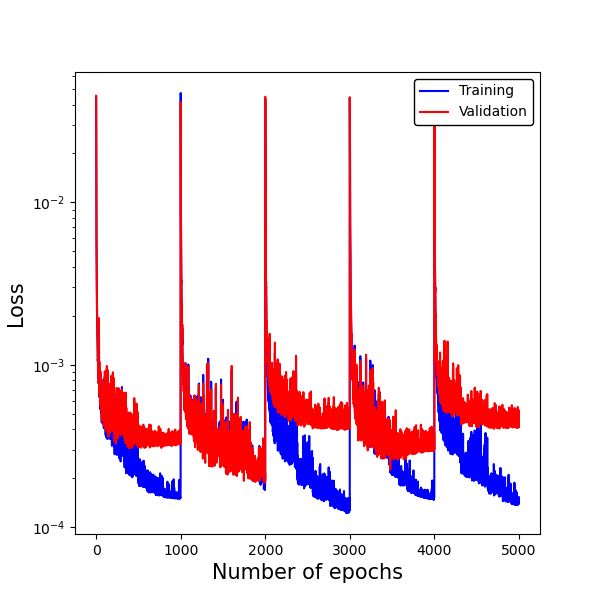 Training
Validation
Loss
10⁻²
10⁻³
10⁻⁴
0 1000 2000 3000 4000 5000
Number of epochs